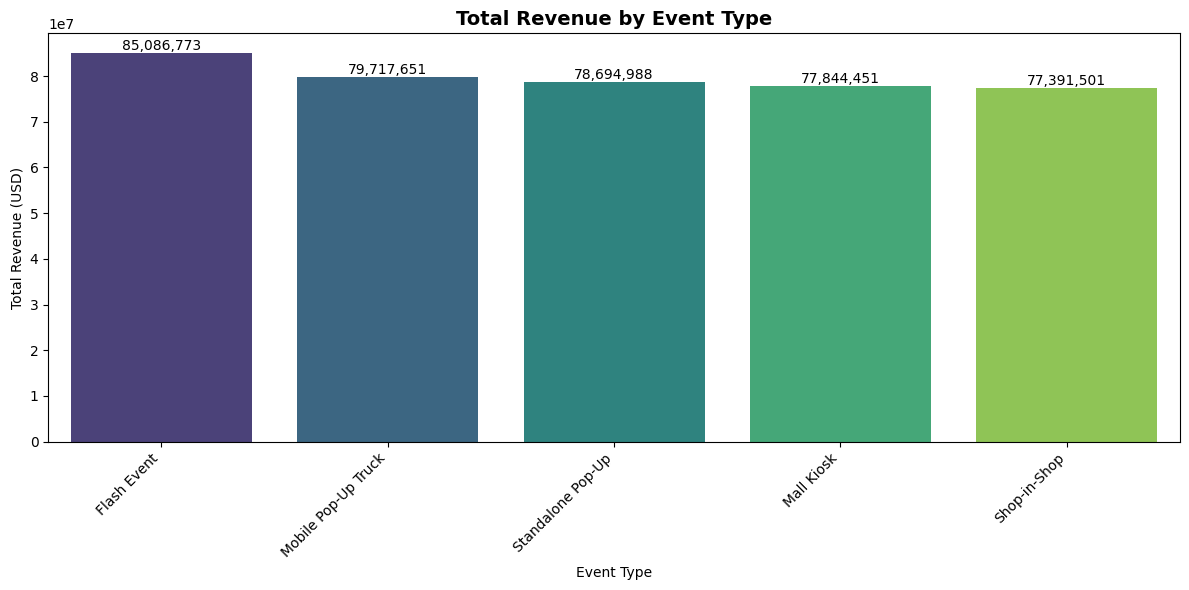 Total Revenue by Event Type
1e7
85,086,773
79,717,651
78,694,988
77,844,451
77,391,501
8
7
6
5
4
3
2
1
0
Total Revenue (USD)
Flash Event
Mobile Pop-Up Truck
Standalone Pop-Up
Mall Kiosk
Shop-in-Shop
Event Type